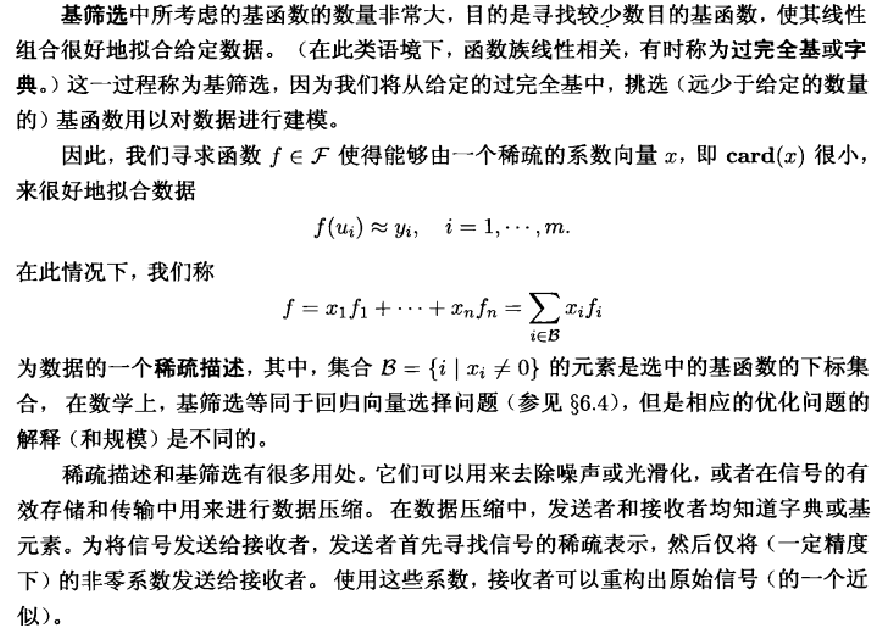 基筛选中所考虑的基函数的数量非常大，目的是寻找较少数目的基函数，使其线性
组合很好地拟合给定数据。（在此类语境下，函数族线性相关，有时称为过完全基或字
典。）这一过程称为基筛选，因为我们将从给定的过完全基中，挑选（远少于给定的数量
的）基函数用以对数据进行建模。
因此，我们寻求函数 f ∈ F 使得能够由一个稀疏的系数向量 x，即 card(x) 很小，
来很好地拟合数据
f(u_i) ≈ y_i, i = 1, ⋯, m.
在此情况下，我们称
f = x_1 f_1 + ⋯ + x_n f_n = ∑_{i∈B} x_i f_i
为数据的一个稀疏描述，其中，集合 B = {i | x_i ≠ 0} 的元素是选中的基函数的下标集
合，在数学上，基筛选等同于回归向量选择问题（参见 §6.4），但是相应的优化问题的
解释（和规模）是不同的。
稀疏描述和基筛选有很多用处。它们可以用来去除噪声或光滑化，或者在信号的有
效存储和传输中用来进行数据压缩。在数据压缩中，发送者和接收者均知道字典或基
元素。为将信号发送给接收者，发送者首先寻找信号的稀疏表示，然后仅将（一定精度
下）的非零系数发送给接收者。使用这些系数，接收者可以重构出原始信号（的一个近
似）。